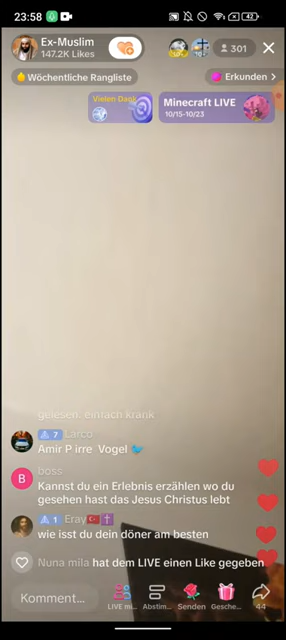 23:58
42
Ex-Muslim
147.2K Likes
301
Wöchentliche Rangliste
Erkunden >
Vielen Dank
Minecraft LIVE
10/15-10/23
gelesen. einfach krank
7 Larco
Amir P irre Vogel 🐦
B
boss
Kannst du ein Erlebnis erzählen wo du
gesehen hast das Jesus Christus lebt
1 Eray🇹🇷✝️
wie isst du dein döner am besten
Nuna mila hat dem LIVE einen Like gegeben
Komment...
LIVE mi...
Abstim...
Senden
Gesche...
44